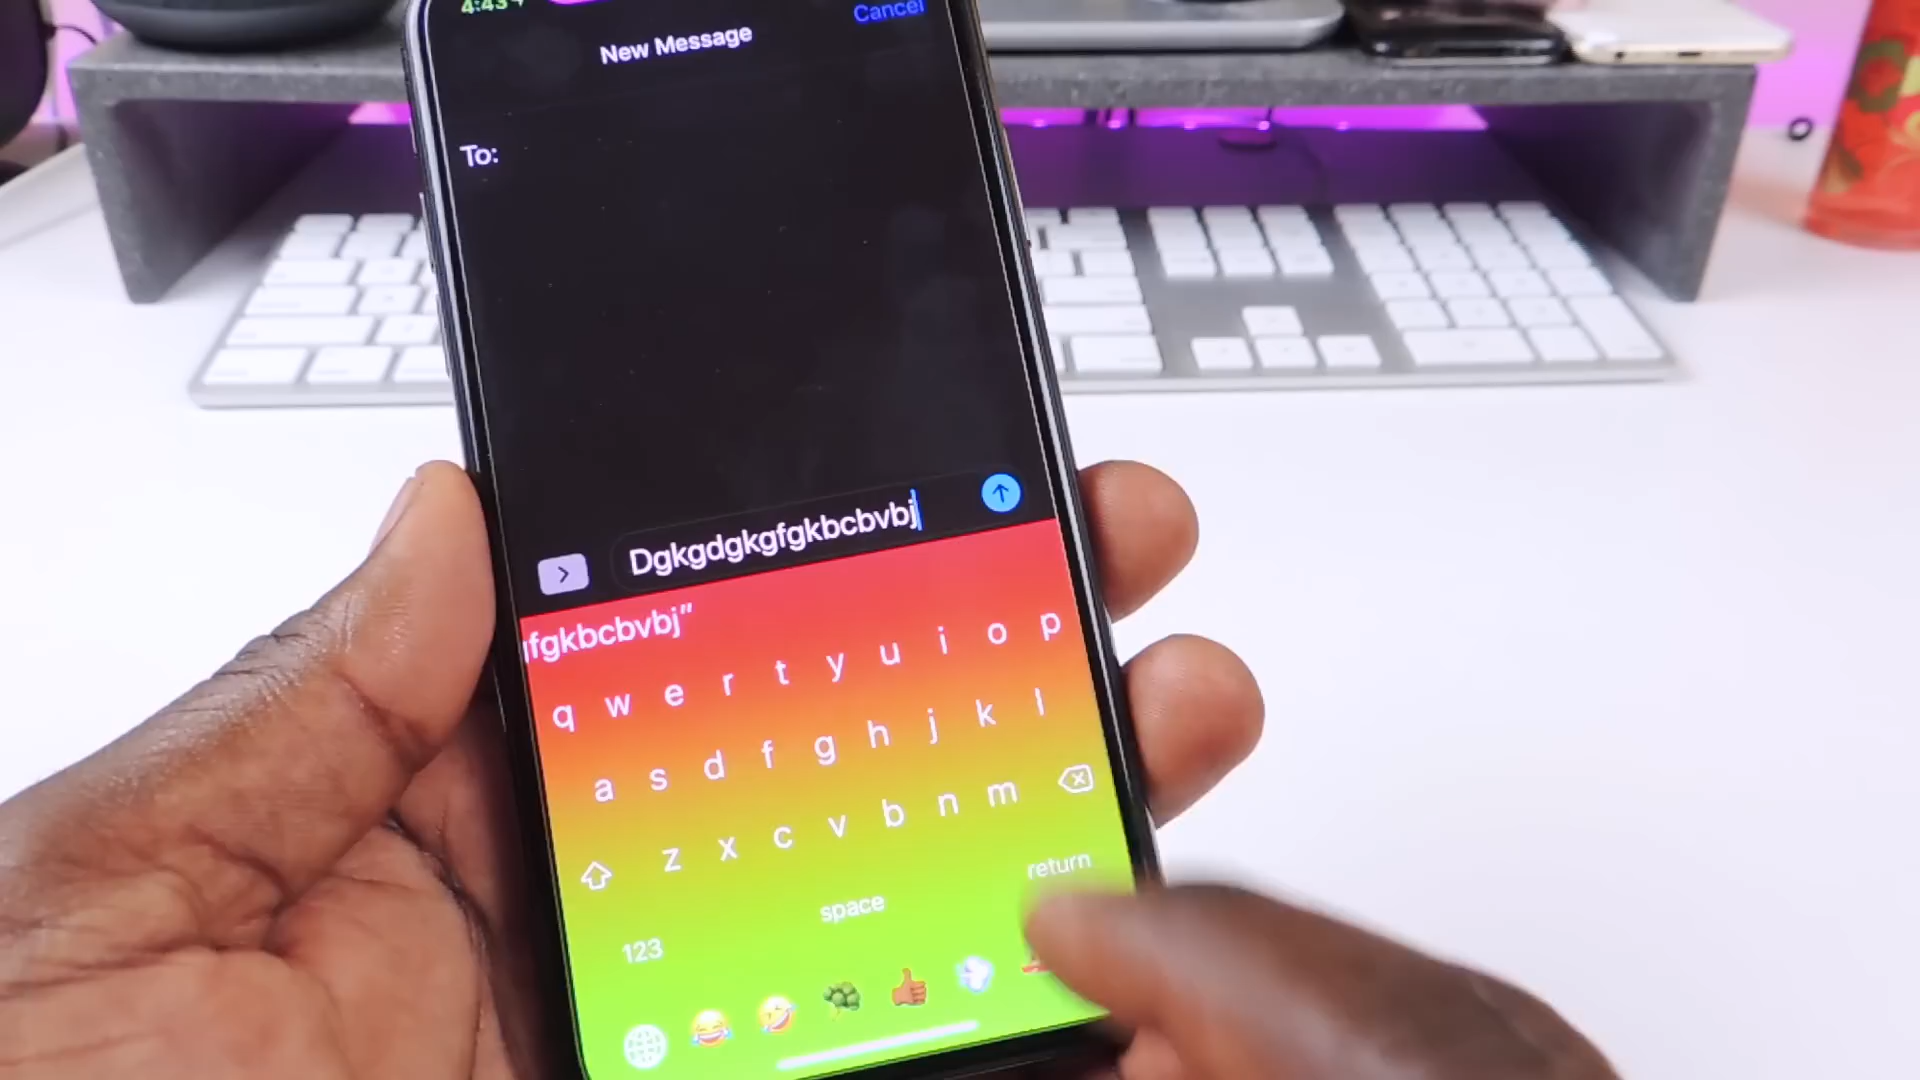 4:43
Cancel
New Message
To:
Dgkgdgkgfgkbcbvbj
fgkbcbvbj"
q w e r t y u i o p
a s d f g h j k l
z x c v b n m
return
space
123